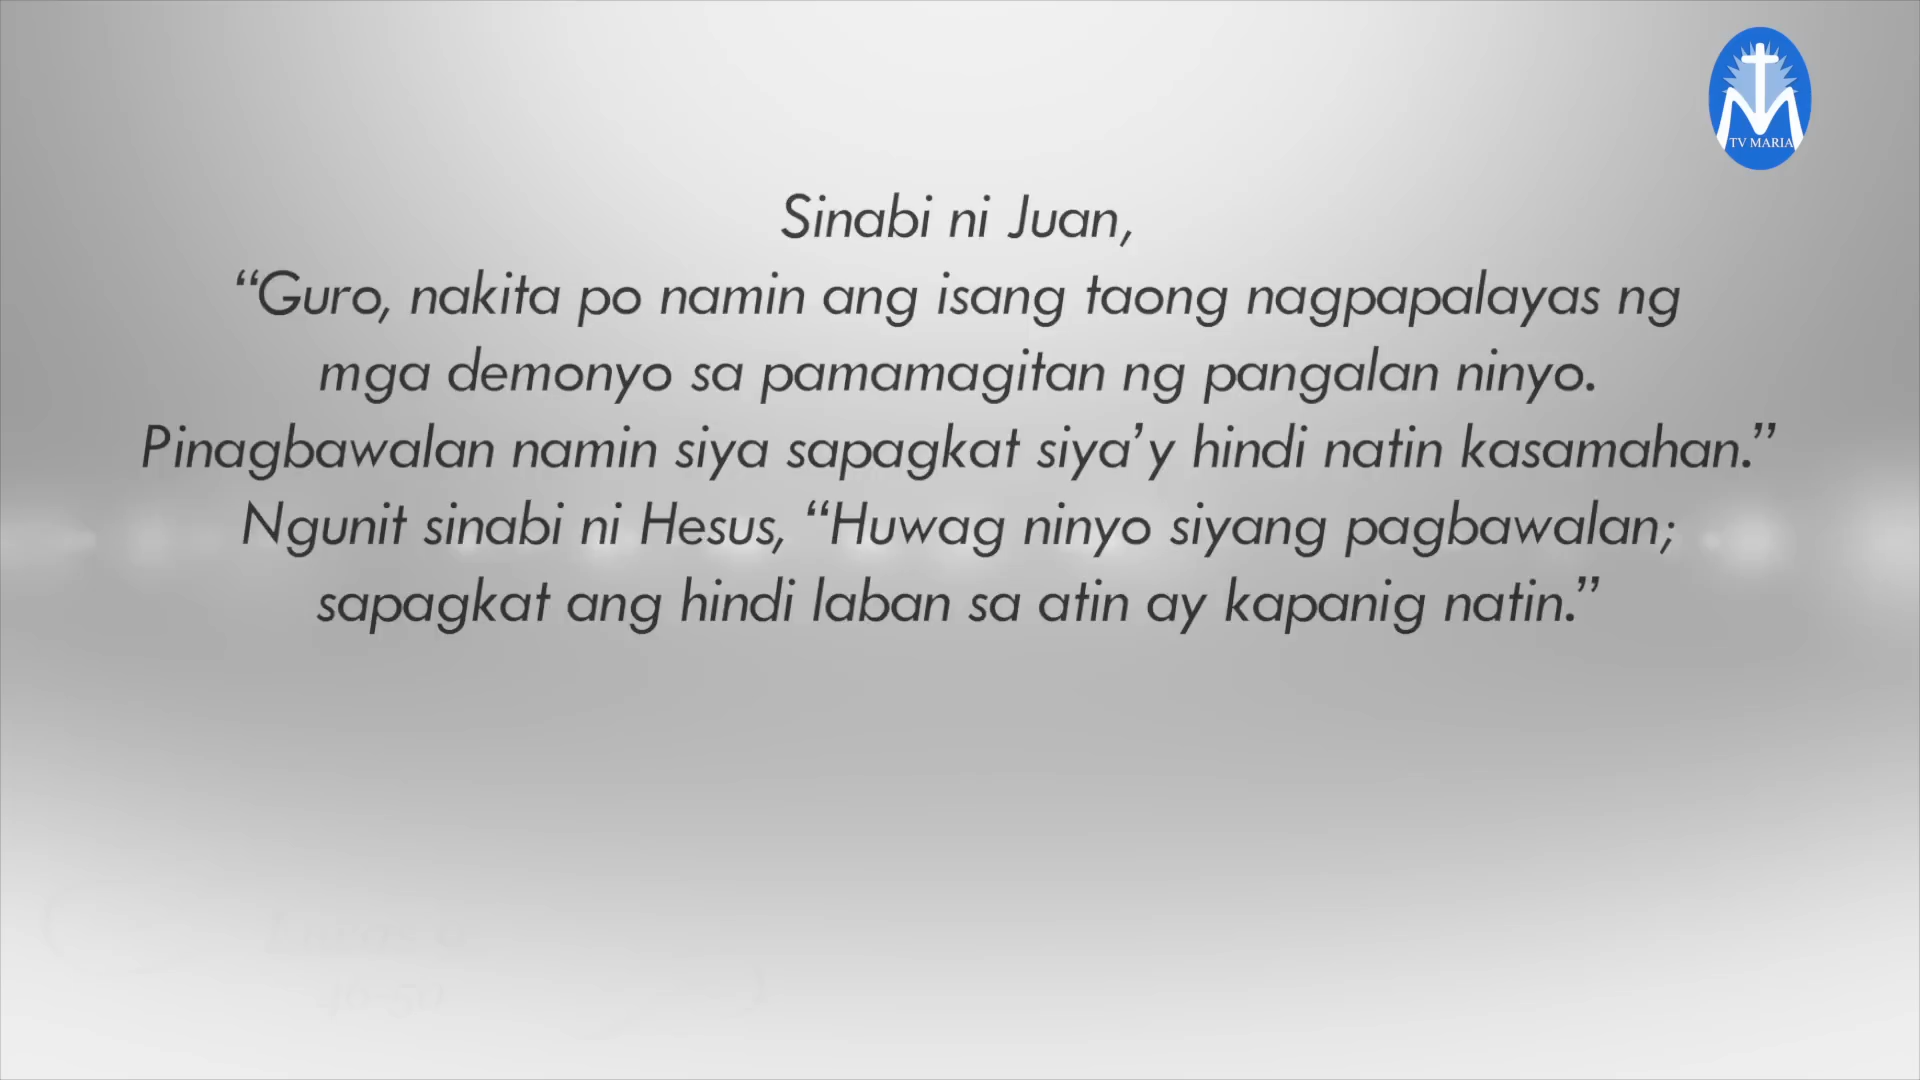 TV MARIA
Sinabi ni Juan,
“Guro, nakita po namin ang isang taong nagpapalayas ng
mga demonyo sa pamamagitan ng pangalan ninyo.
Pinagbawalan namin siya sapagkat siya’y hindi natin kasamahan.”
Ngunit sinabi ni Hesus, “Huwag ninyo siyang pagbawalan;
sapagkat ang hindi laban sa atin ay kapanig natin.”